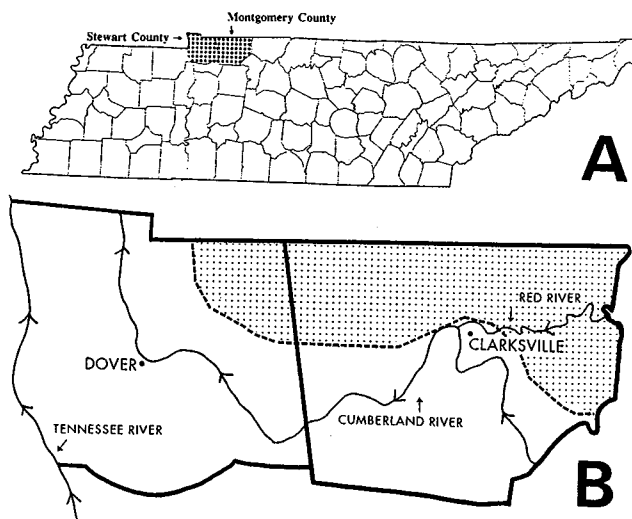 Montgomery County
Stewart County
A
RED RIVER
CLARKSVILLE
DOVER
CUMBERLAND RIVER
TENNESSEE RIVER
B